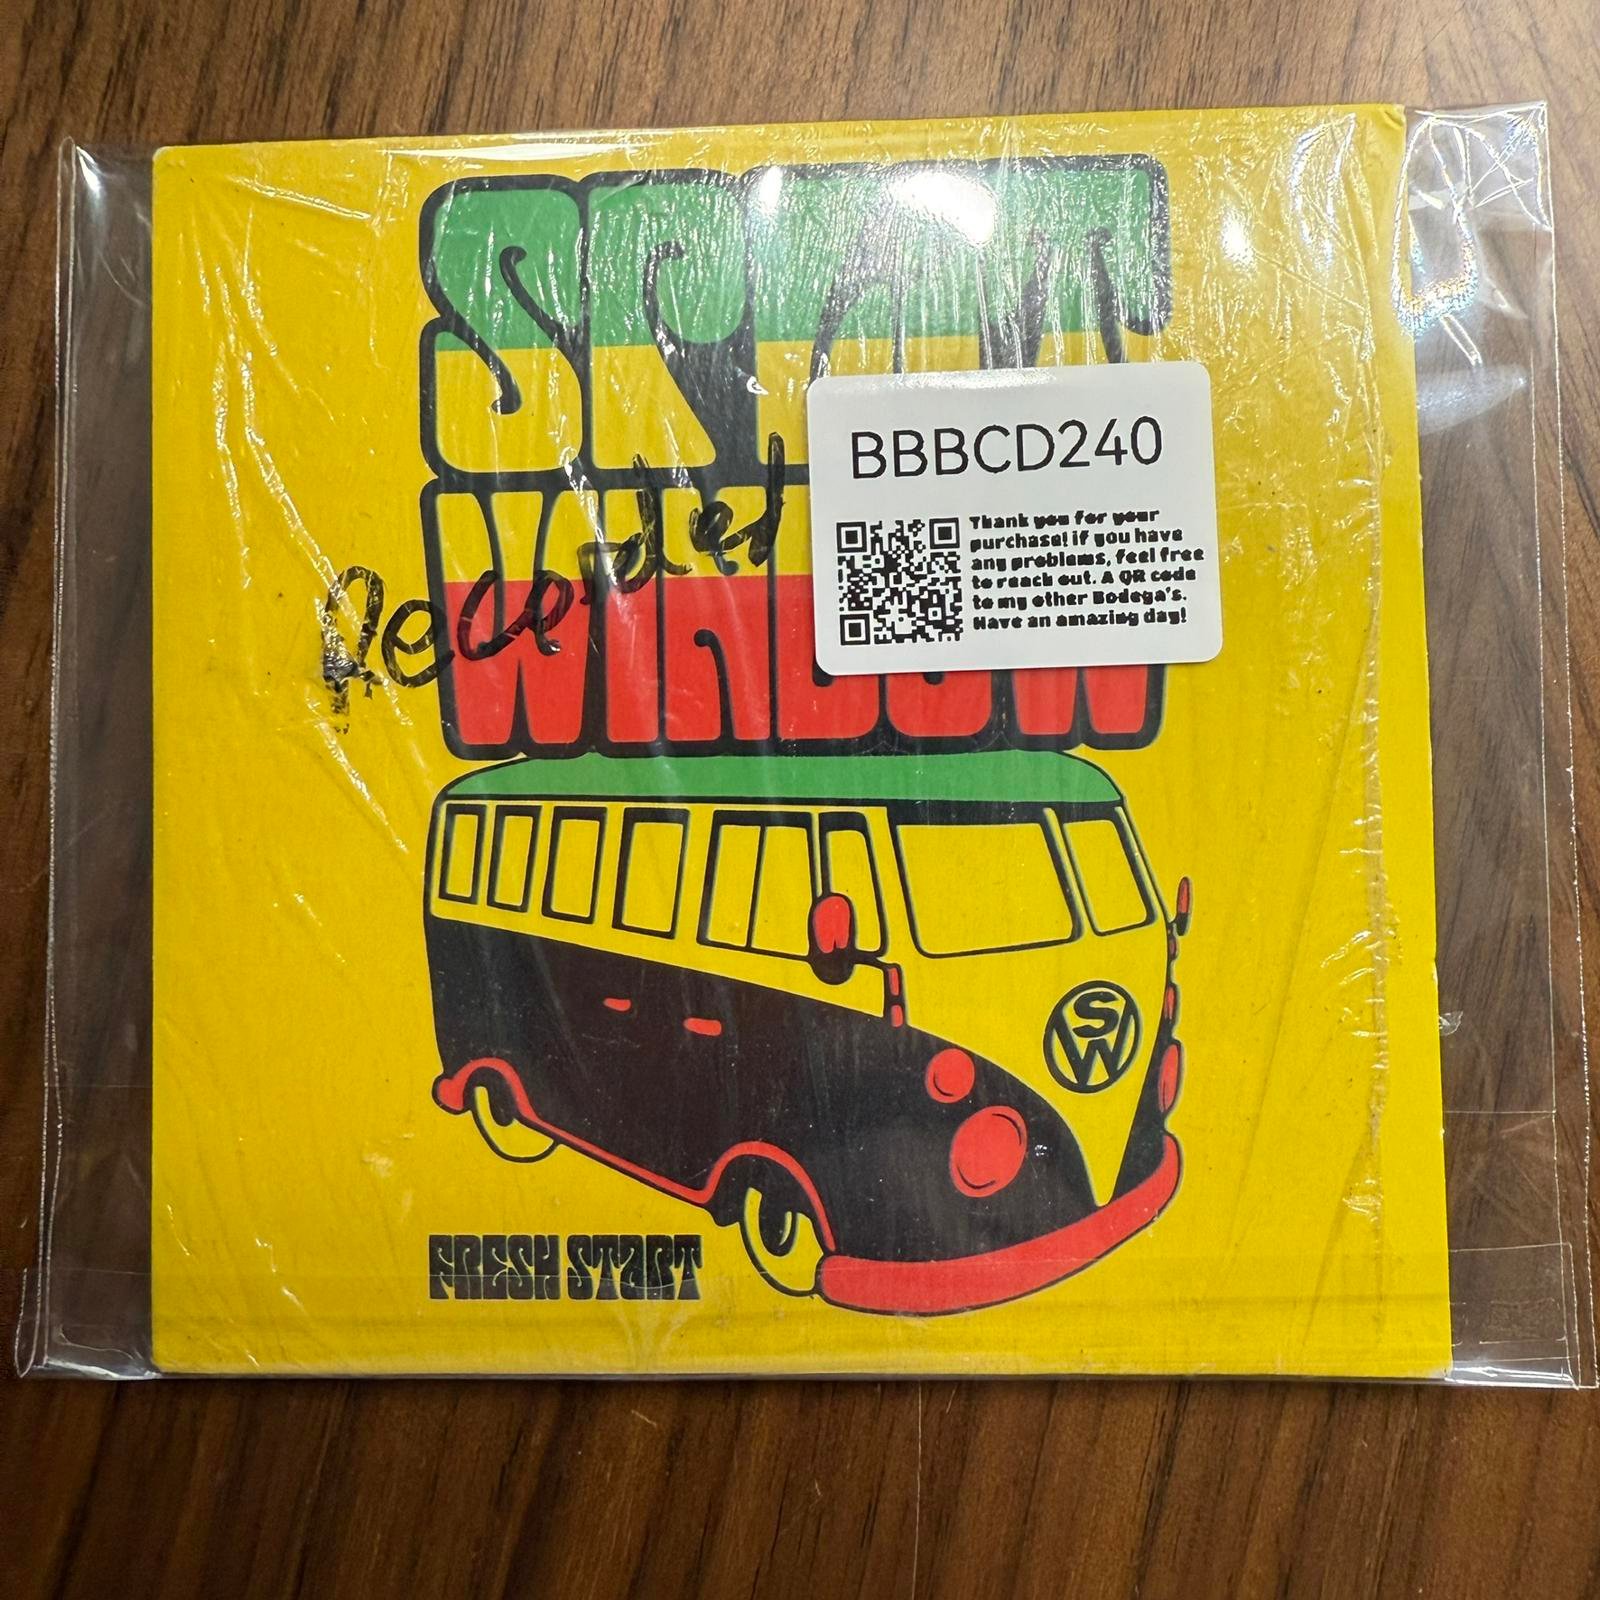 SPLIT
WINDOW
Recorded
BBBCD240
Thank you for your
purchase! if you have
any problems, feel free
to reach out. A QR code
to my other Bodega's.
Have an amazing day!
SW
FRESH START